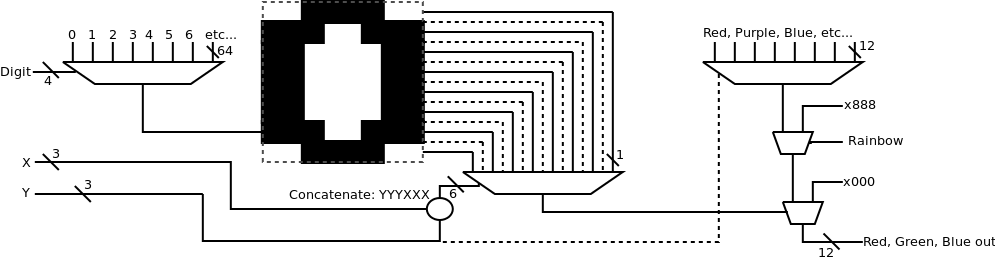 0 1 2 3 4 5 6 etc...
64
Digit
4
X
3
Y
3
Concatenate: YYYXXX
6
1
Red, Purple, Blue, etc...
12
x888
Rainbow
x000
Red, Green, Blue out
12